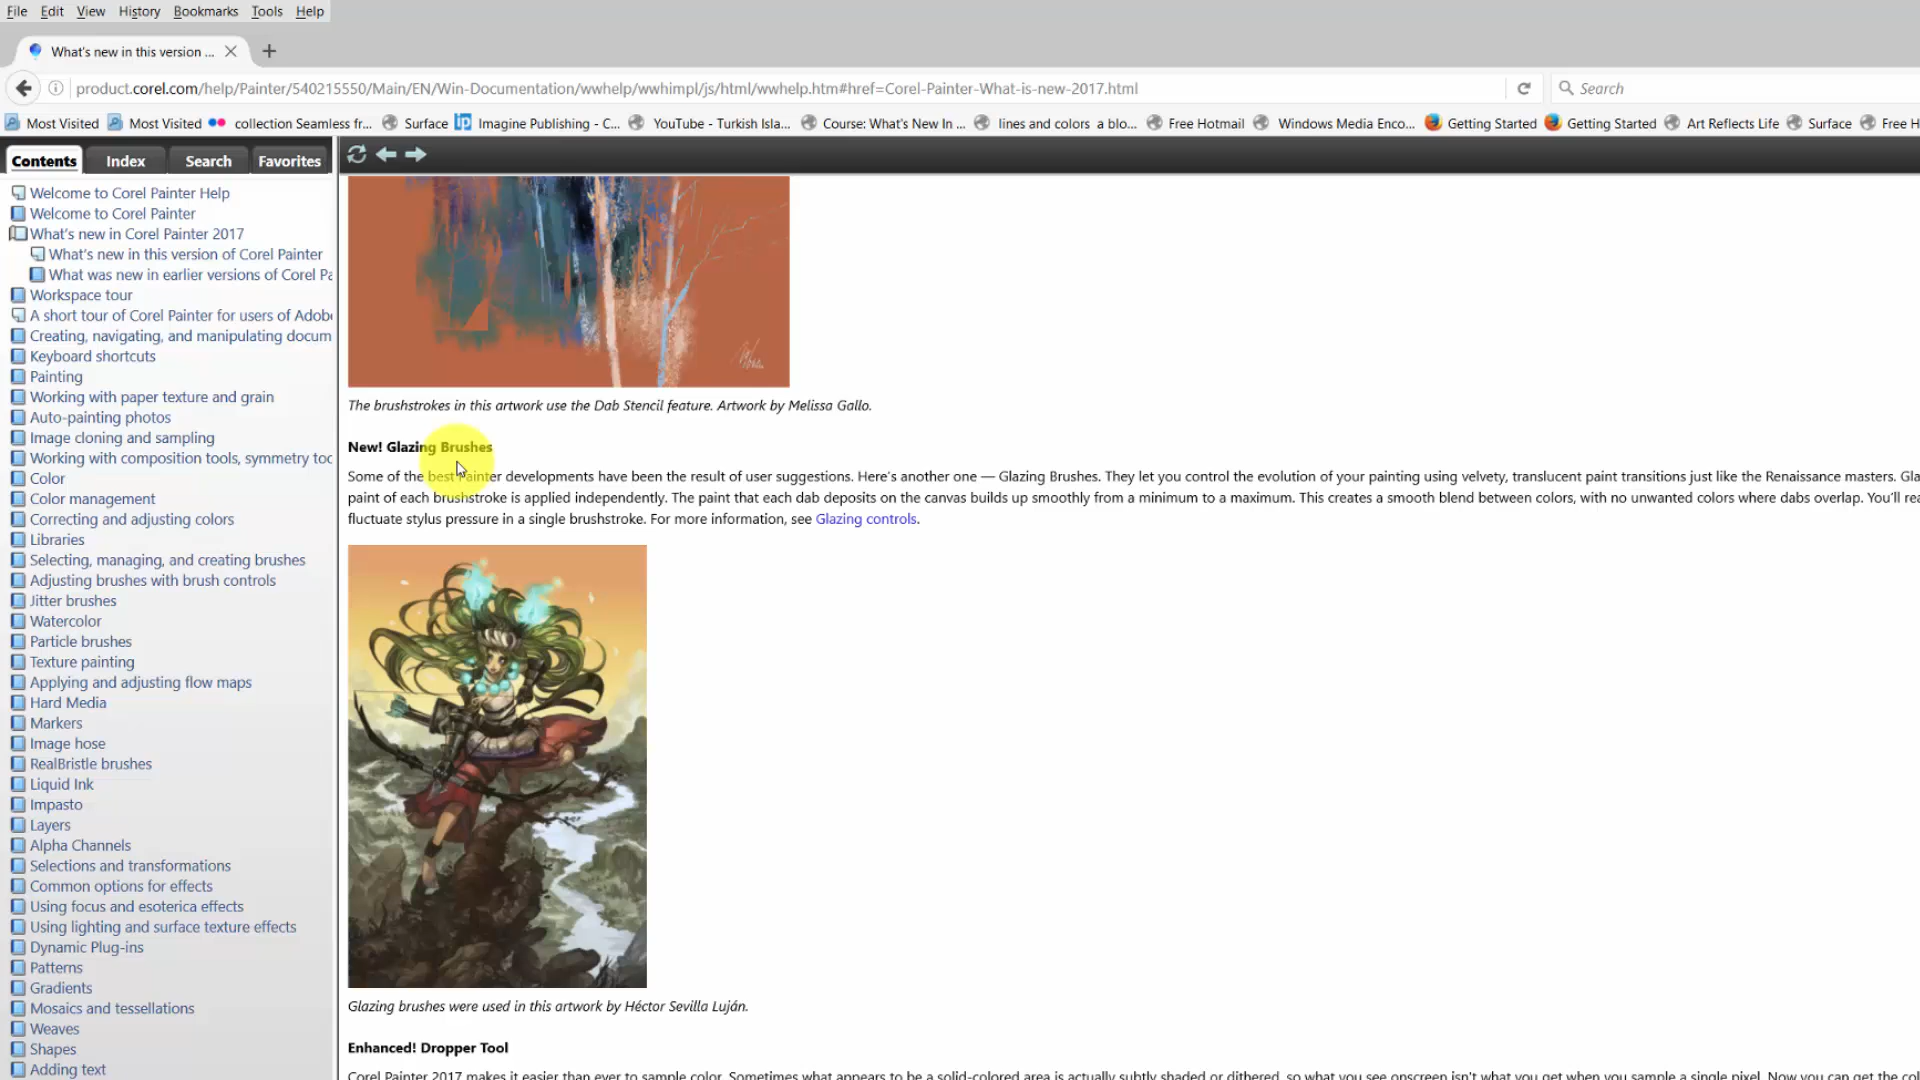 File Edit View History Bookmarks Tools Help
What's new in this version ...
product.corel.com/help/Painter/540215550/Main/EN/Win-Documentation/wwhelp/wwhimpl/js/html/wwhelp.htm#href=Corel-Painter-What-is-new-2017.html
Search
Most Visited Most Visited collection Seamless fr... Surface Imagine Publishing - C... YouTube - Turkish Isla... Course: What's New In ... lines and colors a blo... Free Hotmail Windows Media Enco... Getting Started Getting Started Art Reflects Life Surface Free H
Contents Index Search Favorites
Welcome to Corel Painter Help
Welcome to Corel Painter
What's new in Corel Painter 2017
What's new in this version of Corel Painter
What was new in earlier versions of Corel Pa
Workspace tour
A short tour of Corel Painter for users of Adob
Creating, navigating, and manipulating docum
Keyboard shortcuts
Painting
Working with paper texture and grain
Auto-painting photos
Image cloning and sampling
Working with composition tools, symmetry too
Color
Color management
Correcting and adjusting colors
Libraries
Selecting, managing, and creating brushes
Adjusting brushes with brush controls
Jitter brushes
Watercolor
Particle brushes
Texture painting
Applying and adjusting flow maps
Hard Media
Markers
Image hose
RealBristle brushes
Liquid Ink
Impasto
Layers
Alpha Channels
Selections and transformations
Common options for effects
Using focus and esoterica effects
Using lighting and surface texture effects
Dynamic Plug-ins
Patterns
Gradients
Mosaics and tessellations
Weaves
Shapes
Adding text
The brushstrokes in this artwork use the Dab Stencil feature. Artwork by Melissa Gallo.
New! Glazing Brushes
Some of the best Painter developments have been the result of user suggestions. Here's another one — Glazing Brushes. They let you control the evolution of your painting using velvety, translucent paint transitions just like the Renaissance masters. Gla
paint of each brushstroke is applied independently. The paint that each dab deposits on the canvas builds up smoothly from a minimum to a maximum. This creates a smooth blend between colors, with no unwanted colors where dabs overlap. You'll rea
fluctuate stylus pressure in a single brushstroke. For more information, see Glazing controls.
Glazing brushes were used in this artwork by Héctor Sevilla Luján.
Enhanced! Dropper Tool
Corel Painter 2017 makes it easier than ever to sample color. Sometimes what appears to be a solid-colored area is actually subtly shaded or dithered, so what you see onscreen isn't what you get when you sample a single pixel. Now you can get the col